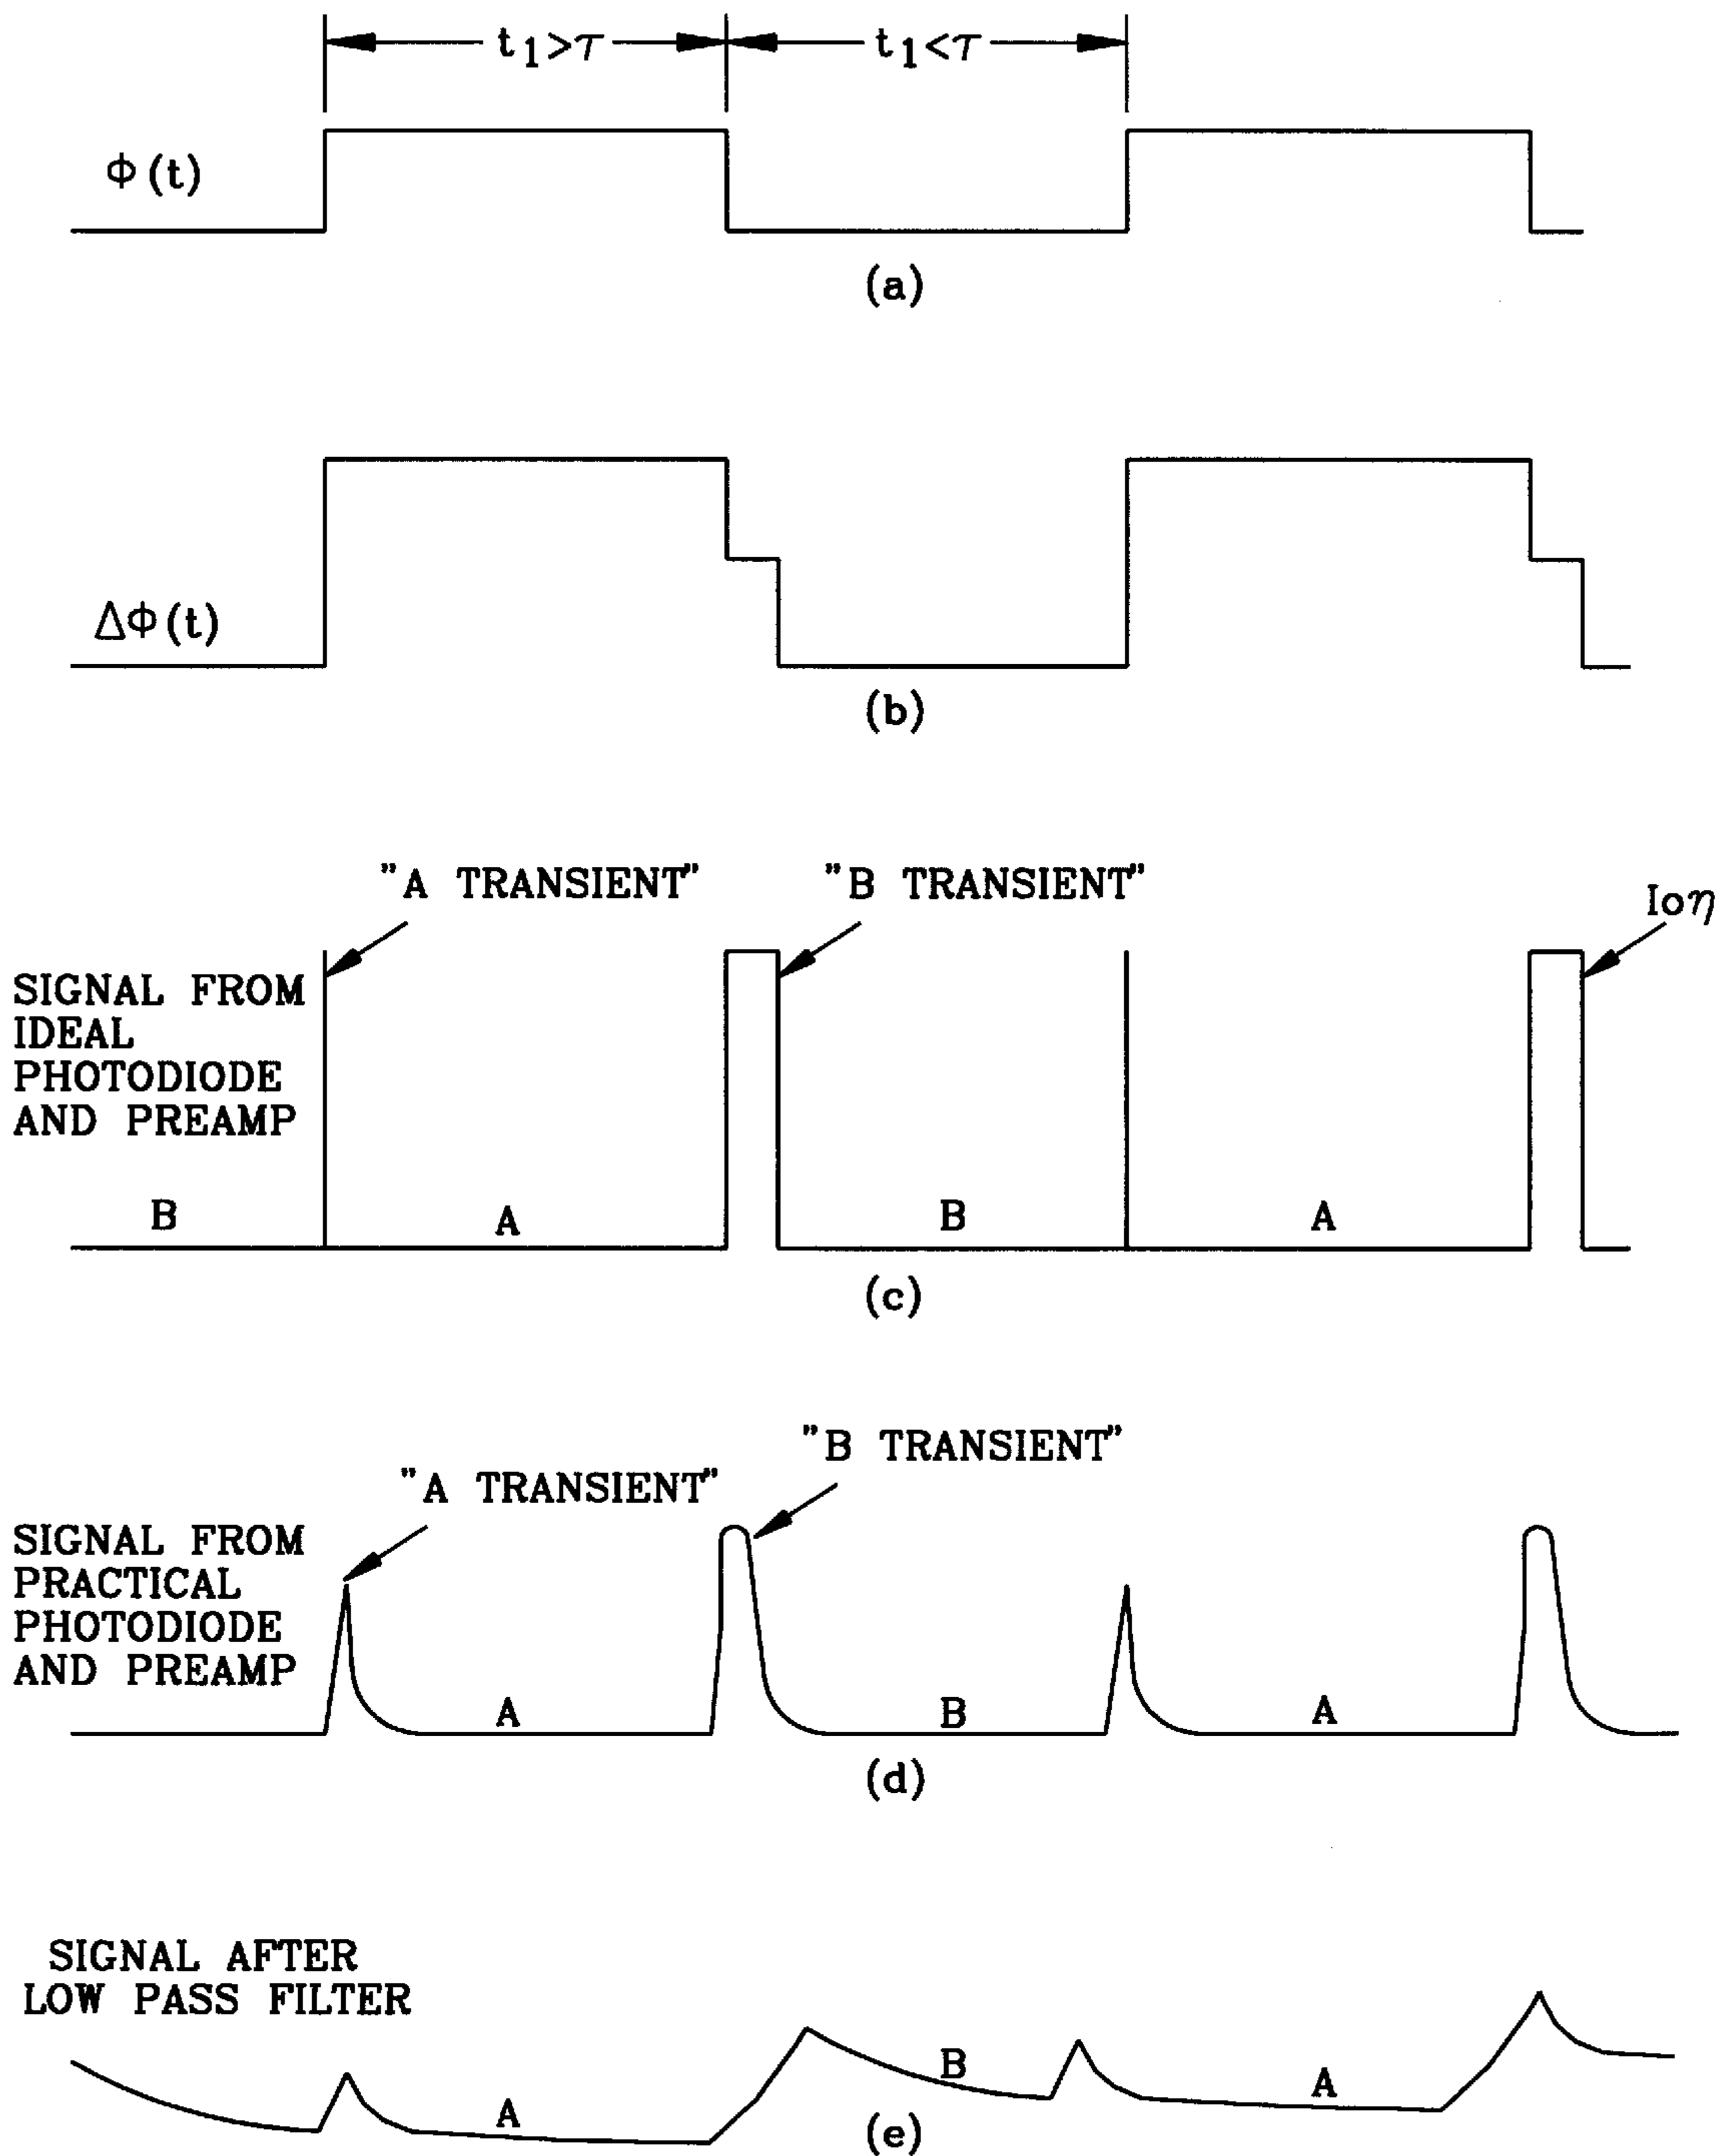 t1>τ
t1<τ
Φ(t)
(a)
ΔΦ(t)
(b)
"A TRANSIENT"
"B TRANSIENT"
Ioη
SIGNAL FROM
IDEAL
PHOTODIODE
AND PREAMP
B
A
B
A
(c)
"B TRANSIENT"
"A TRANSIENT"
SIGNAL FROM
PRACTICAL
PHOTODIODE
AND PREAMP
A
B
A
(d)
SIGNAL AFTER
LOW PASS FILTER
A
B
A
(e)